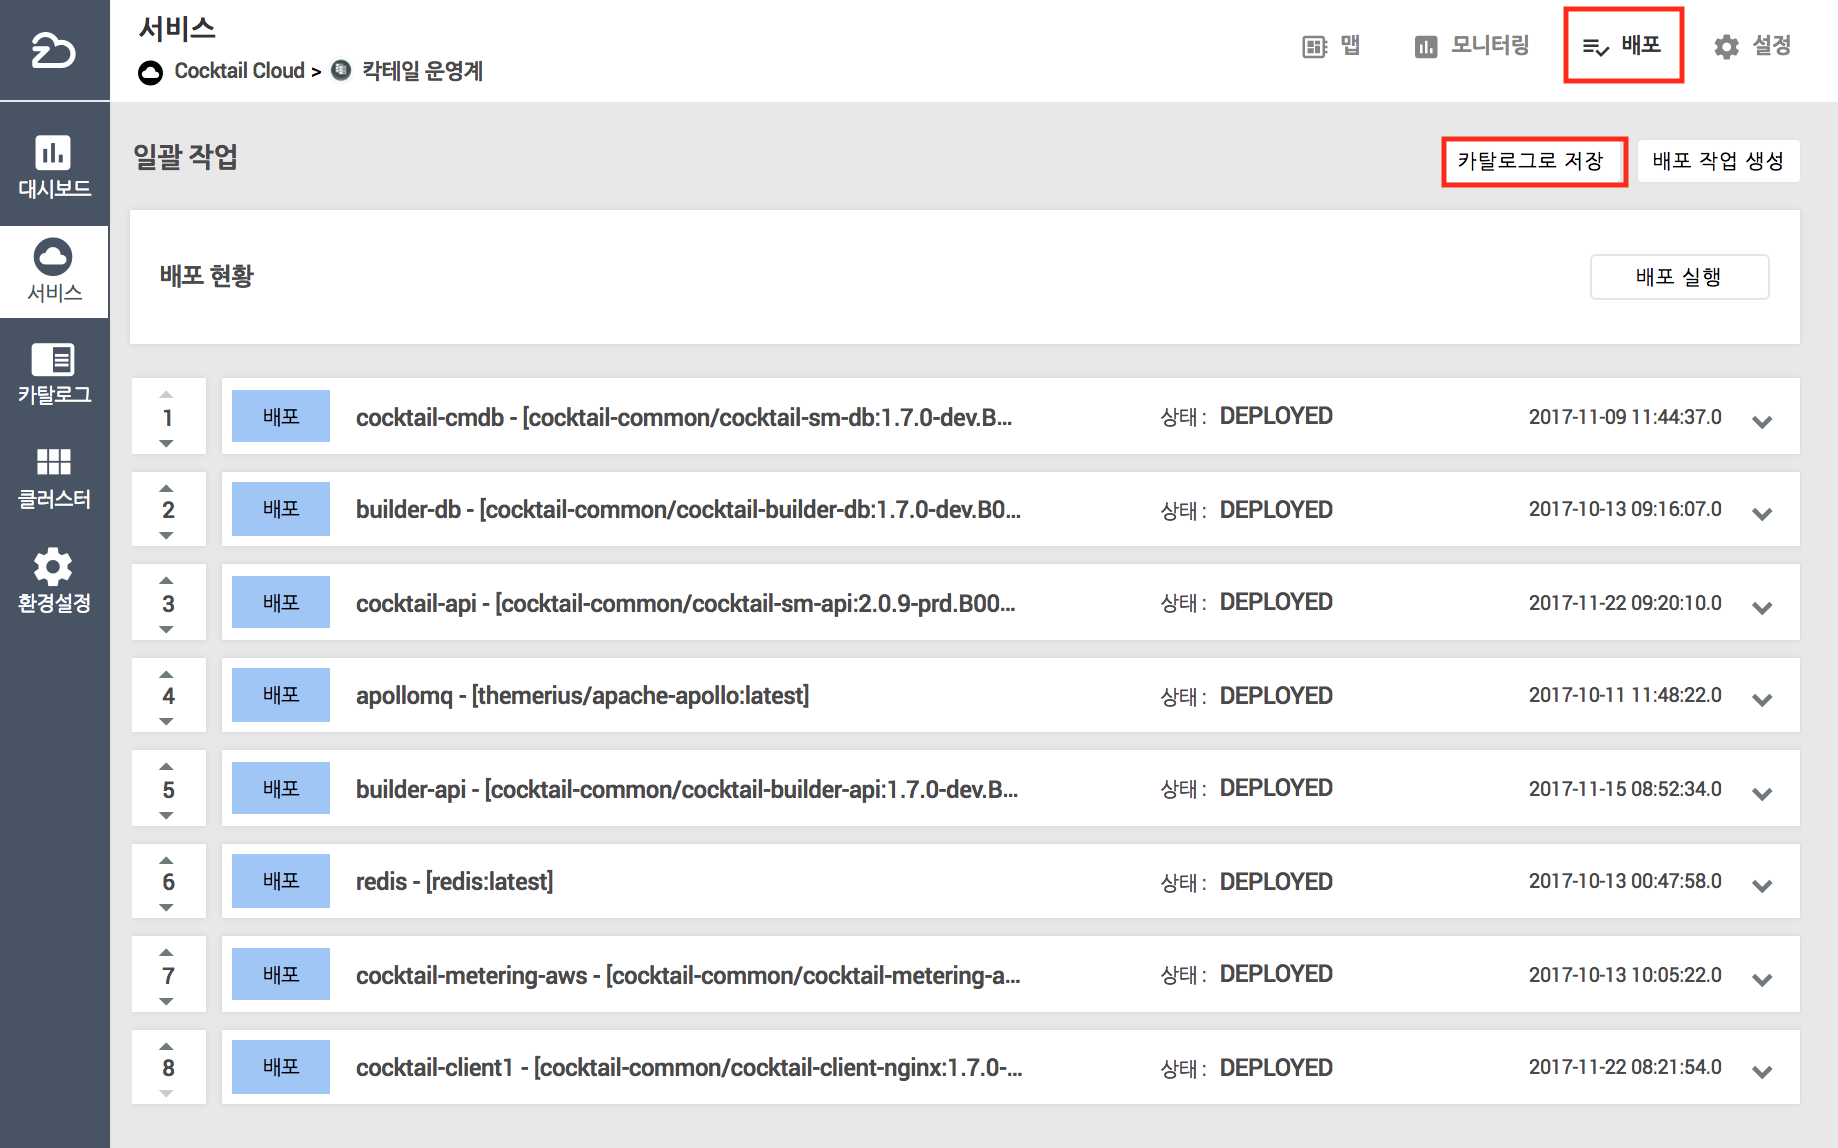 서비스
Cocktail Cloud > 칵테일 운영계
맵
모니터링
배포
설정
대시보드
서비스
카탈로그
클러스터
환경설정
일괄 작업
카탈로그로 저장
배포 작업 생성
배포 현황
배포 실행
1 배포 cocktail-cmdb - [cocktail-common/cocktail-sm-db:1.7.0-dev.B... 상태 : DEPLOYED 2017-11-09 11:44:37.0
2 배포 builder-db - [cocktail-common/cocktail-builder-db:1.7.0-dev.B0... 상태 : DEPLOYED 2017-10-13 09:16:07.0
3 배포 cocktail-api - [cocktail-common/cocktail-sm-api:2.0.9-prd.B00... 상태 : DEPLOYED 2017-11-22 09:20:10.0
4 배포 apollomq - [themerius/apache-apollo:latest] 상태 : DEPLOYED 2017-10-11 11:48:22.0
5 배포 builder-api - [cocktail-common/cocktail-builder-api:1.7.0-dev.B... 상태 : DEPLOYED 2017-11-15 08:52:34.0
6 배포 redis - [redis:latest] 상태 : DEPLOYED 2017-10-13 00:47:58.0
7 배포 cocktail-metering-aws - [cocktail-common/cocktail-metering-a... 상태 : DEPLOYED 2017-10-13 10:05:22.0
8 배포 cocktail-client1 - [cocktail-common/cocktail-client-nginx:1.7.0-... 상태 : DEPLOYED 2017-11-22 08:21:54.0